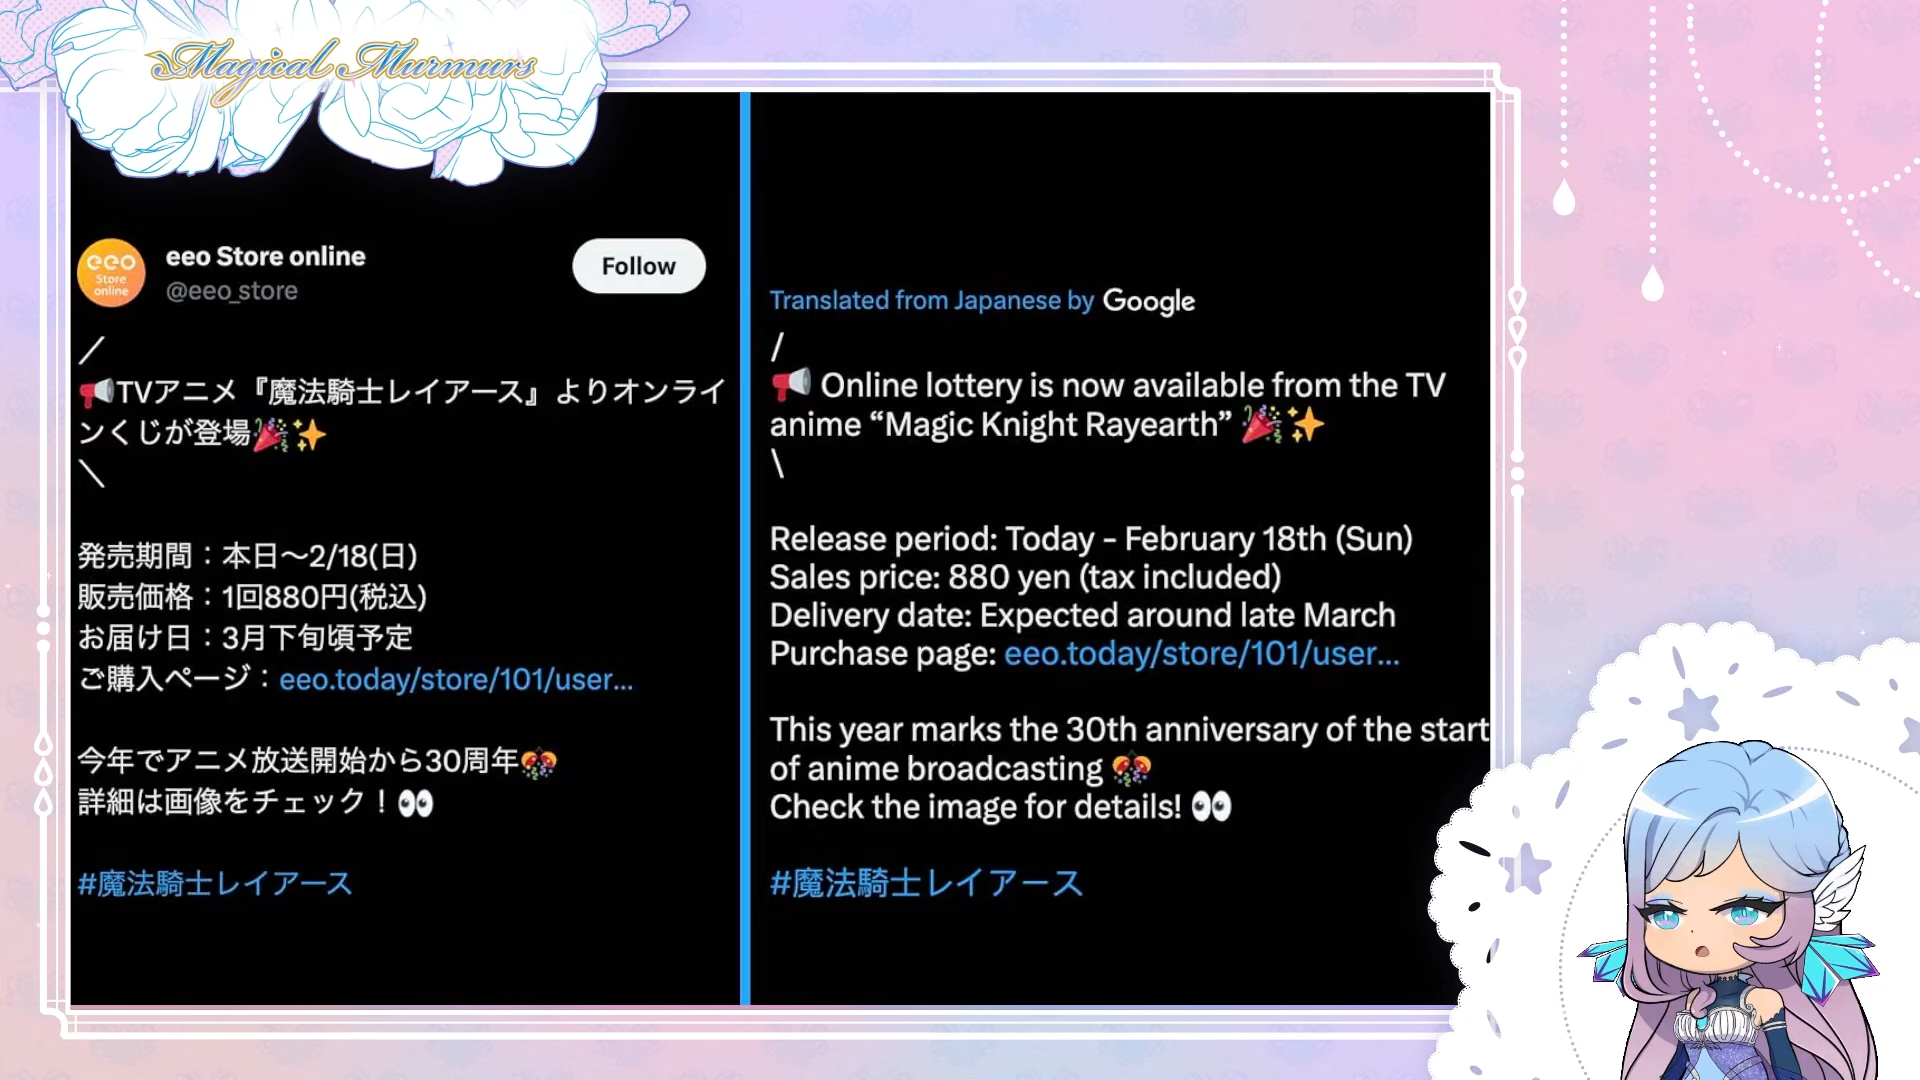 Magical Murmurs
eeo
Store
online
eeo Store online
@eeo_store
Follow
／
📢TVアニメ『魔法騎士レイアース』よりオンライ
ンくじが登場🎉✨
＼
発売期間：本日〜2/18(日)
販売価格：1回880円(税込)
お届け日：3月下旬頃予定
ご購入ページ：eeo.today/store/101/user...
今年でアニメ放送開始から30周年🎊
詳細は画像をチェック！👀
#魔法騎士レイアース
Translated from Japanese by Google
/
📢 Online lottery is now available from the TV
anime “Magic Knight Rayearth” 🎉✨
\
Release period: Today - February 18th (Sun)
Sales price: 880 yen (tax included)
Delivery date: Expected around late March
Purchase page: eeo.today/store/101/user...
This year marks the 30th anniversary of the start
of anime broadcasting 🎊
Check the image for details! 👀
#魔法騎士レイアース